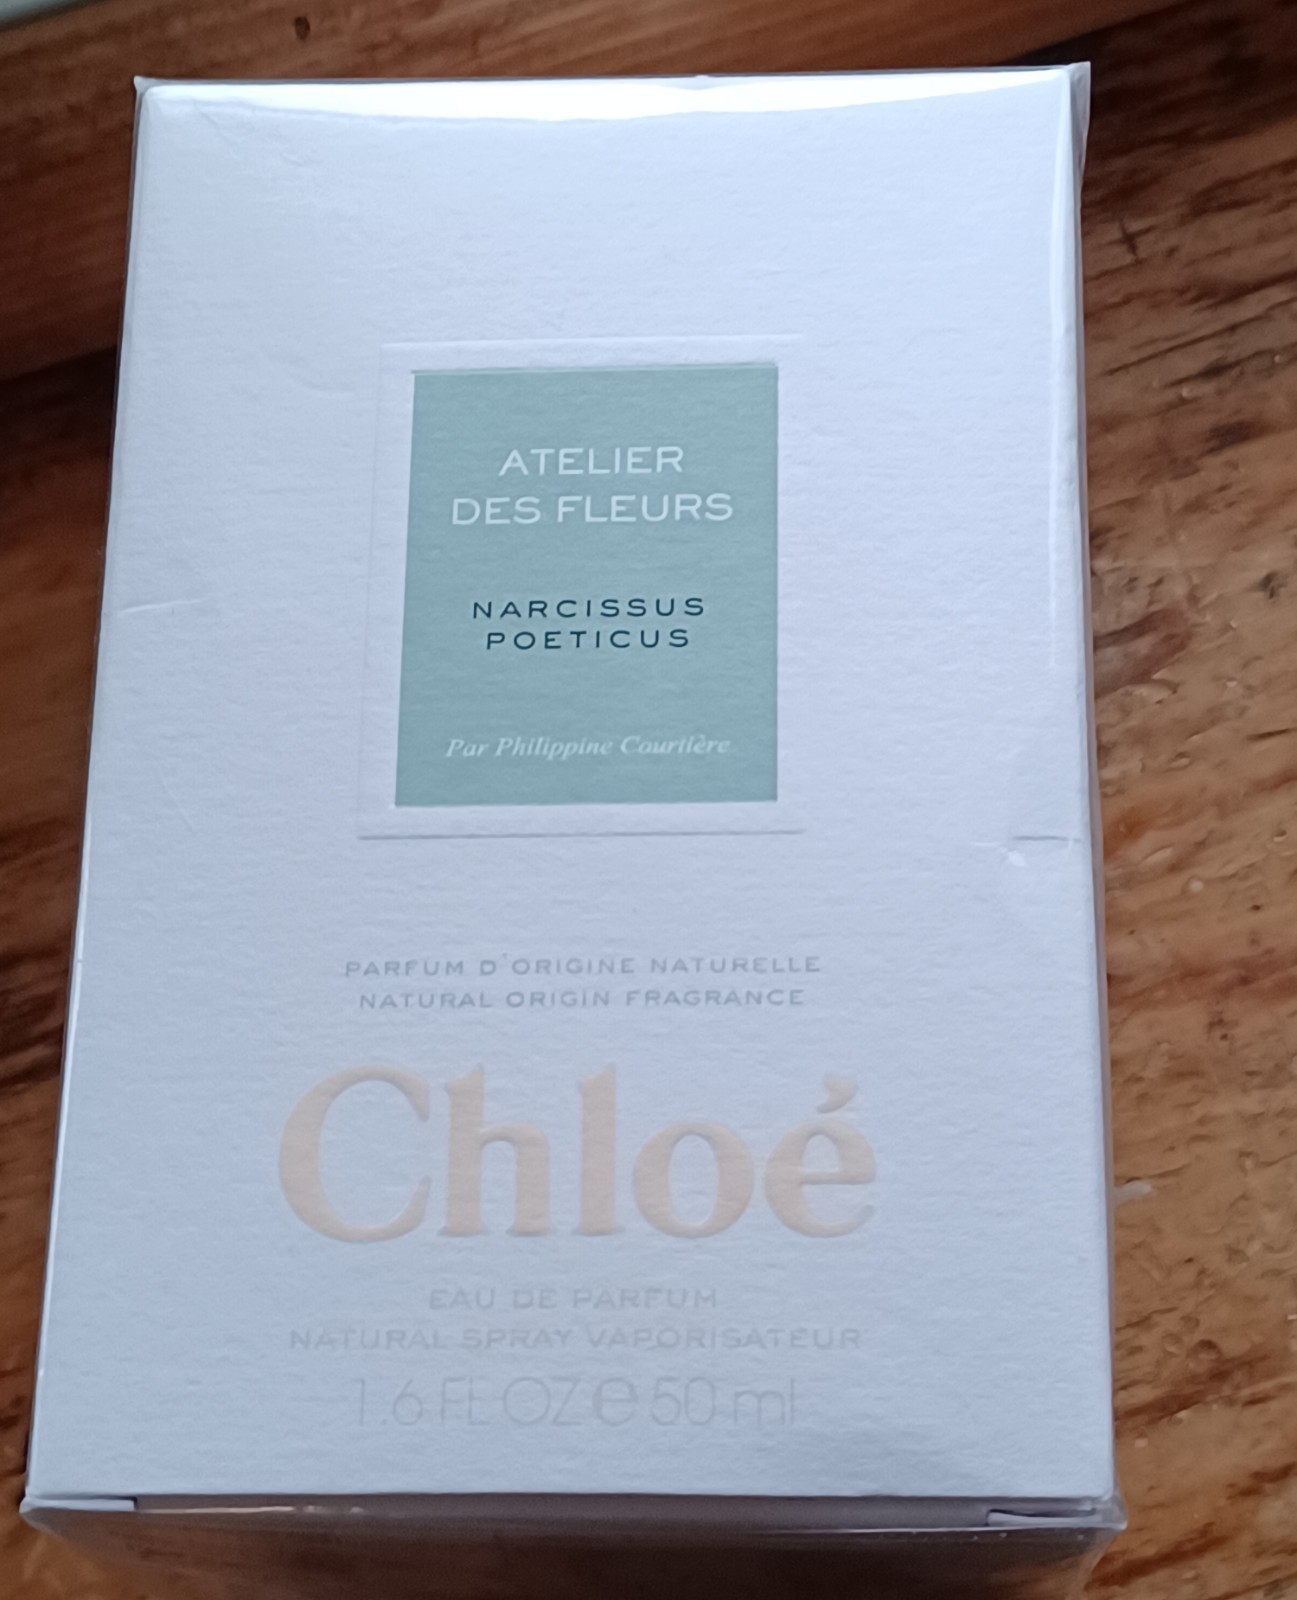 ATELIER
DES FLEURS
NARCISSUS
POETICUS
Par Philippine Courtière
PARFUM D'ORIGINE NATURELLE
NATURAL ORIGIN FRAGRANCE
Chloé
EAU DE PARFUM
NATURAL SPRAY VAPORISATEUR
1.6 FL OZ e 50 ml